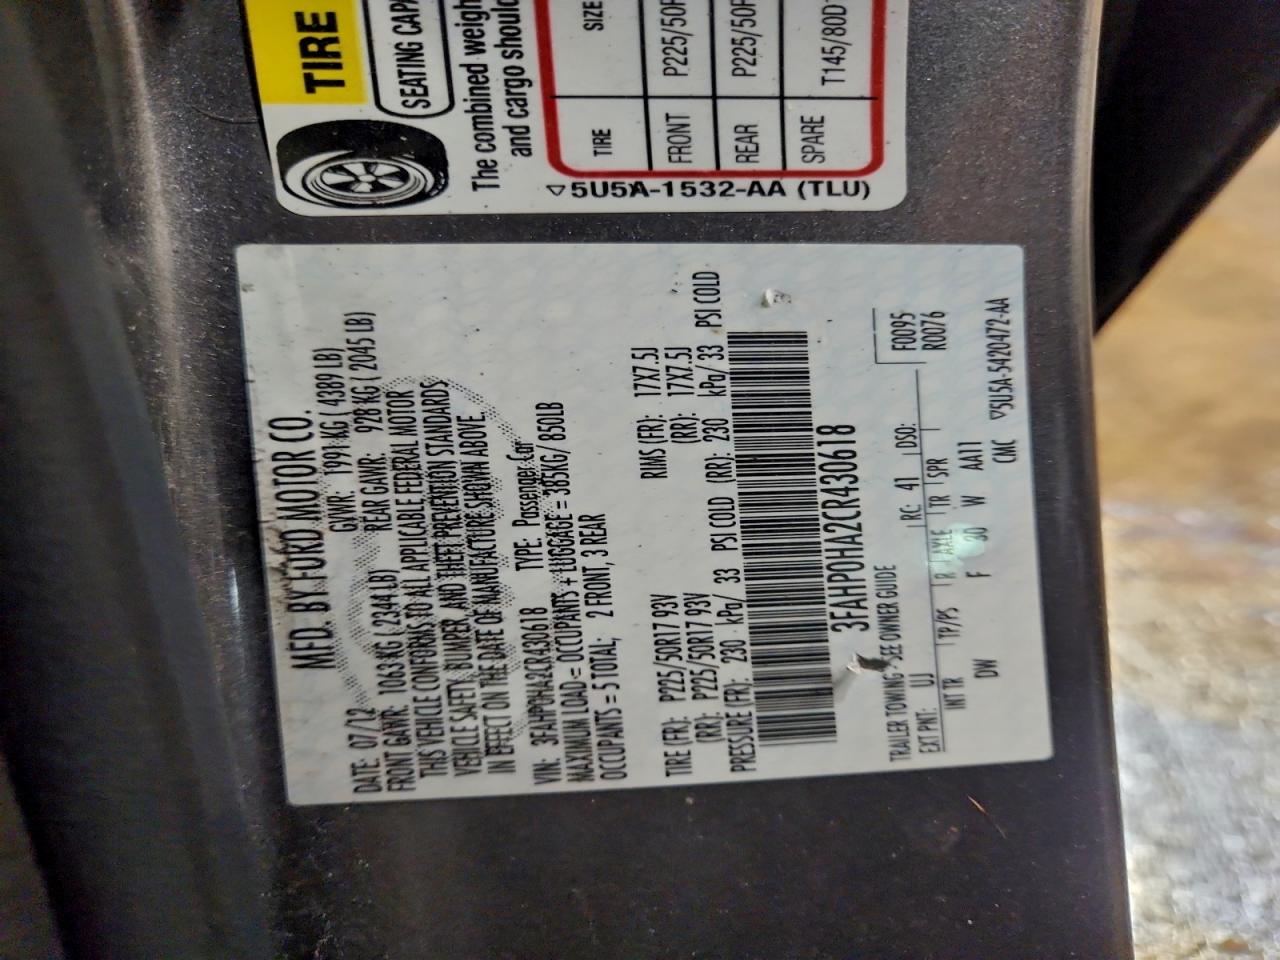 TIRE
SEATING CAP
The combined weigh
and cargo should
TIRE SIZE
FRONT P225/50R
REAR P225/50R
SPARE T145/80D
5U5A-1532-AA (TLU)
MFD. BY FORD MOTOR CO.
DATE: 07/12 GVWR: 1991 KG ( 4389 LB)
FRONT GAWR: 1063 KG ( 2344 LB) REAR GAWR: 928 KG ( 2045 LB)
THIS VEHICLE CONFORMS TO ALL APPLICABLE FEDERAL MOTOR
VEHICLE SAFETY, BUMPER, AND THEFT PREVENTION STANDARDS
IN EFFECT ON THE DATE OF MANUFACTURE SHOWN ABOVE.
VIN: 3FAHP0HA2CR430618 TYPE: Passenger Car
MAXIMUM LOAD = OCCUPANTS + LUGGAGE = 385KG/ 850LB
OCCUPANTS = 5 TOTAL; 2 FRONT, 3 REAR
TIRE (FR): P225/50R17 93V RIMS (FR): 17X7.5J
(RR): P225/50R17 93V (RR): 17X7.5J
PRESSURE (FR): 230 kPa/ 33 PSI COLD (RR): 230 kPa/ 33 PSI COLD
3FAHP0HA2CR430618
TRAILER TOWING - SEE OWNER GUIDE F0095
EXT PNT: UJ RC: 41 DSO: R0076
INT TR TP/PS R AXLE TR SPR
DW F 30 W AA11
CMC 5U5A-5420472-AA